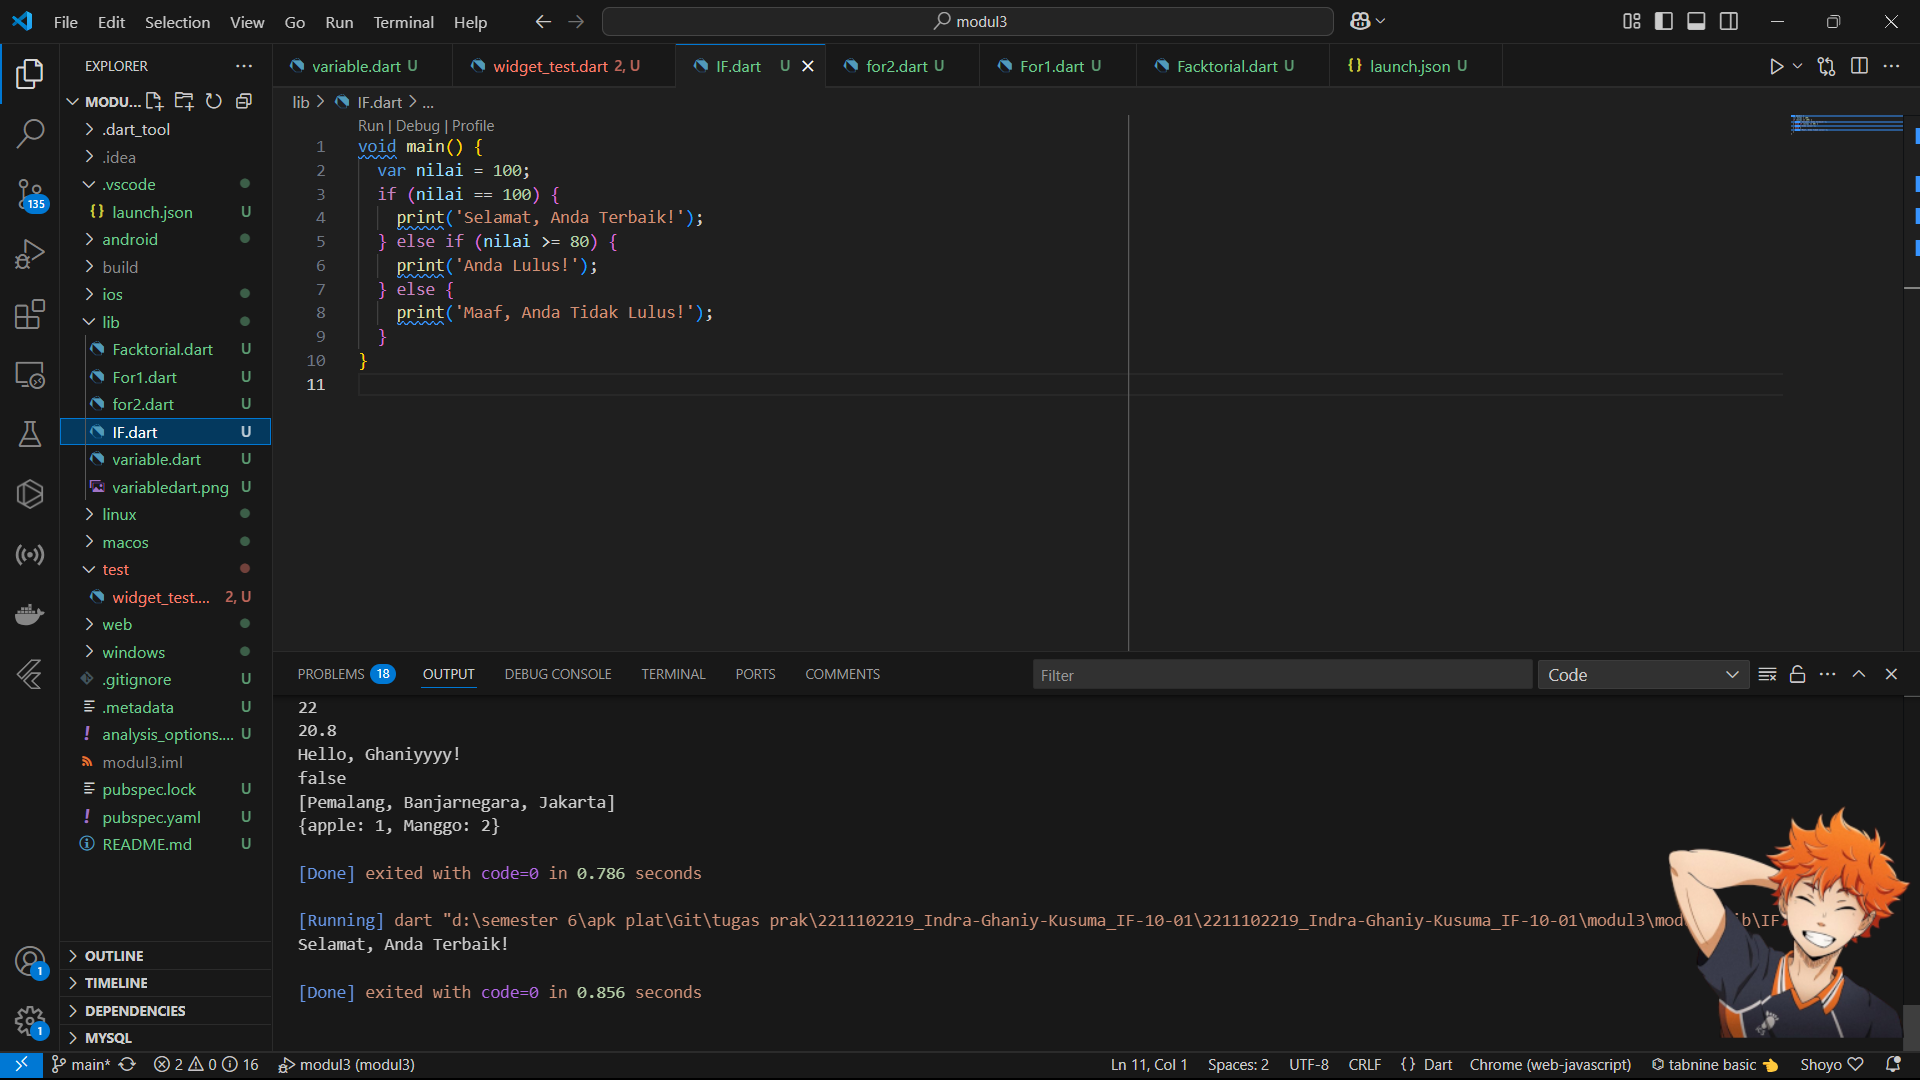 File Edit Selection View Go Run Terminal Help
modul3
EXPLORER
variable.dart U
widget_test.dart 2, U
IF.dart U
for2.dart U
For1.dart U
Facktorial.dart U
launch.json U
MODU...
.dart_tool
.idea
.vscode
launch.json U
android
build
ios
lib
Facktorial.dart U
For1.dart U
for2.dart U
IF.dart U
variable.dart U
variabledart.png U
linux
macos
test
widget_test.... 2, U
web
windows
.gitignore U
.metadata U
analysis_options.... U
modul3.iml
pubspec.lock U
pubspec.yaml U
README.md U
OUTLINE
TIMELINE
DEPENDENCIES
MYSQL
135
1
1
lib > IF.dart > ...
Run | Debug | Profile
1 void main() {
2 var nilai = 100;
3 if (nilai == 100) {
4 print('Selamat, Anda Terbaik!');
5 } else if (nilai >= 80) {
6 print('Anda Lulus!');
7 } else {
8 print('Maaf, Anda Tidak Lulus!');
9 }
10 }
11
PROBLEMS 18 OUTPUT DEBUG CONSOLE TERMINAL PORTS COMMENTS
Filter
Code
22
20.8
Hello, Ghaniyyyy!
false
[Pemalang, Banjarnegara, Jakarta]
{apple: 1, Manggo: 2}
[Done] exited with code=0 in 0.786 seconds
[Running] dart "d:\semester 6\apk plat\Git\tugas prak\2211102219_Indra-Ghaniy-Kusuma_IF-10-01\2211102219_Indra-Ghaniy-Kusuma_IF-10-01\modul3\mod
Selamat, Anda Terbaik!
[Done] exited with code=0 in 0.856 seconds
main* 2 0 16 modul3 (modul3) Ln 11, Col 1 Spaces: 2 UTF-8 CRLF {} Dart Chrome (web-javascript) tabnine basic Shoyo